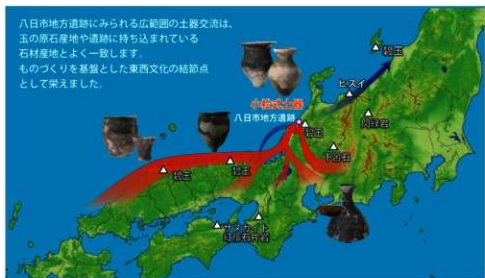 八日市地方遺跡にみられる広範囲の土器交流は、
玉の原石産地や遺跡に持ち込まれている
石材産地とよく一致します。
ものづくりを基盤とした東西文化の結節点
として栄えました。
碧玉
ヒスイ
小松式土器
八日市地方遺跡
碧玉
下呂石
碧玉
碧玉
サヌカイト